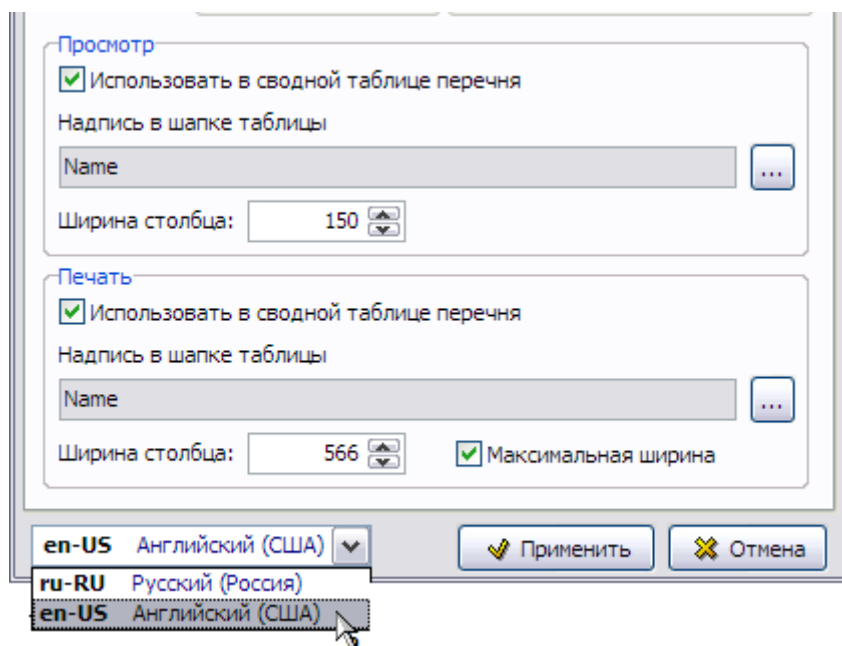 Просмотр
Использовать в сводной таблице перечня
Надпись в шапке таблицы
Name
...
Ширина столбца: 150
Печать
Использовать в сводной таблице перечня
Надпись в шапке таблицы
Name
...
Ширина столбца: 566 Максимальная ширина
en-US Английский (США) Применить Отмена
ru-RU Русский (Россия)
en-US Английский (США)